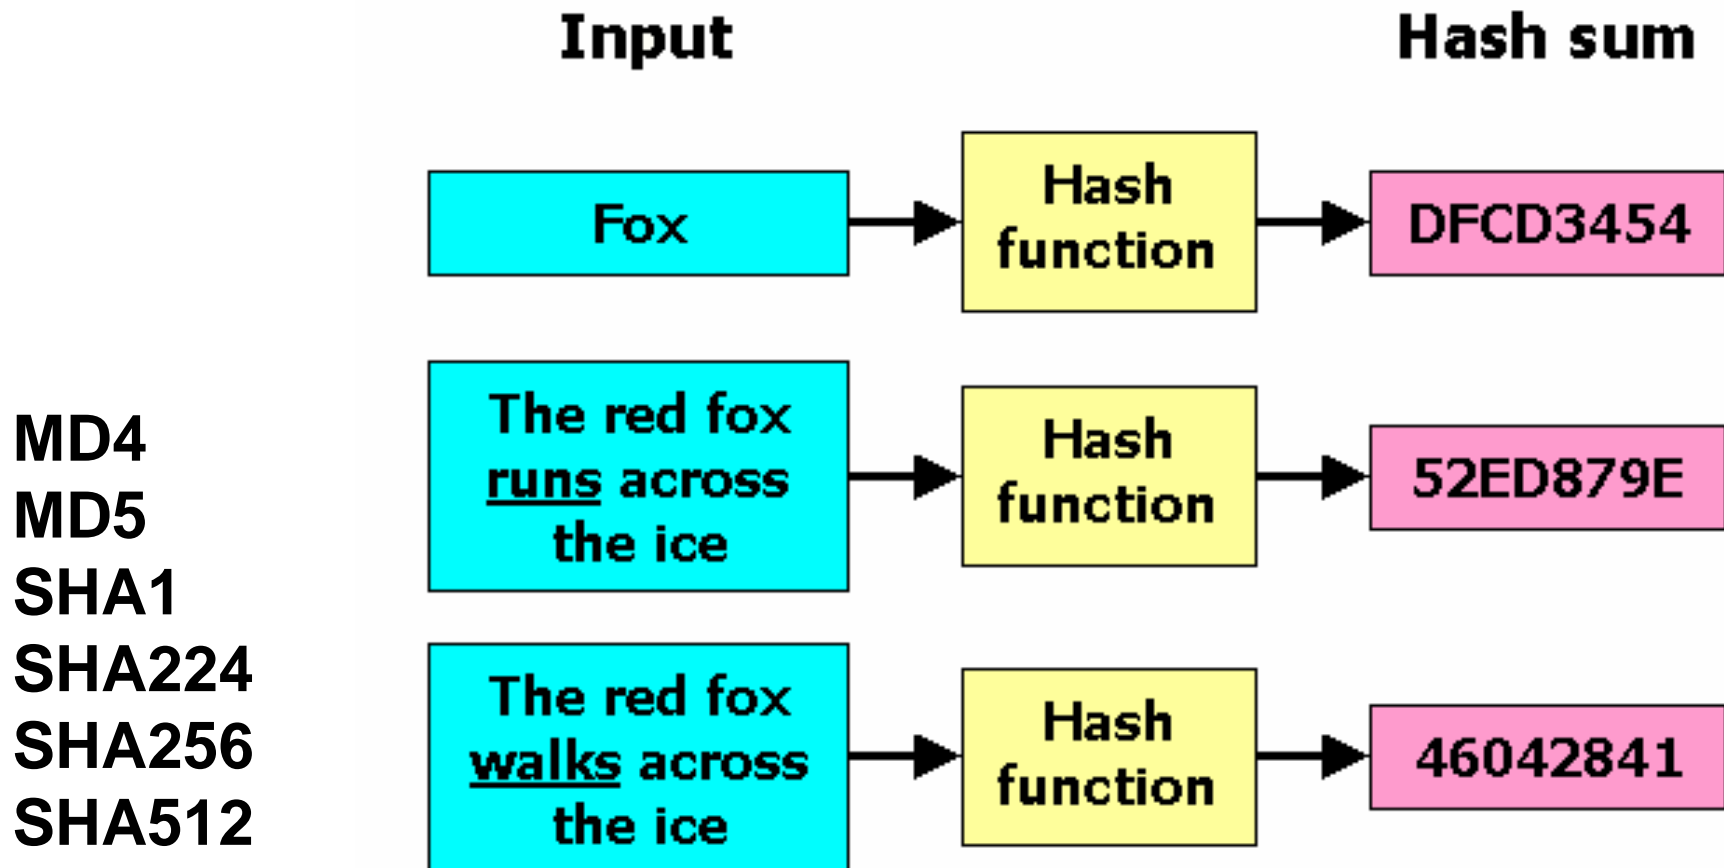 Input
Hash sum
Fox
Hash
function
DFCD3454
The red fox
runs across
the ice
Hash
function
52ED879E
The red fox
walks across
the ice
Hash
function
46042841
MD4
MD5
SHA1
SHA224
SHA256
SHA512